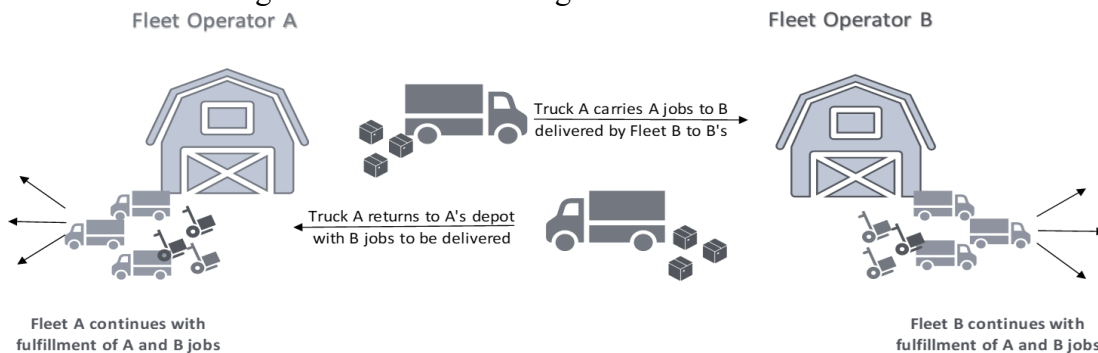 Fleet Operator A
Fleet Operator B
Truck A carries A jobs to B
delivered by Fleet B to B's
Truck A returns to A's depot
with B jobs to be delivered
Fleet A continues with
fulfillment of A and B jobs
Fleet B continues with
fulfillment of A and B jobs